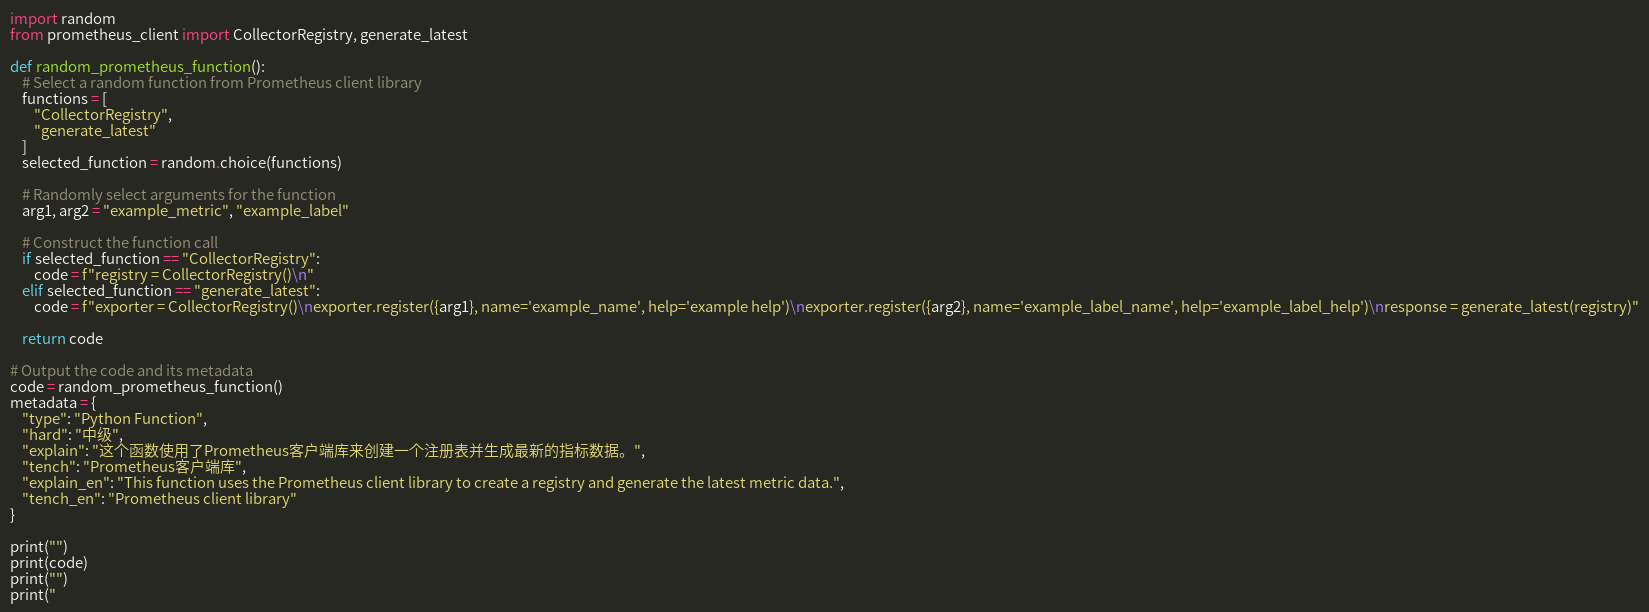 import random
from prometheus_client import CollectorRegistry, generate_latest

def random_prometheus_function():
    # Select a random function from Prometheus client library
    functions = [
        "CollectorRegistry",
        "generate_latest"
    ]
    selected_function = random.choice(functions)

    # Randomly select arguments for the function
    arg1, arg2 = "example_metric", "example_label"

    # Construct the function call
    if selected_function == "CollectorRegistry":
        code = f"registry = CollectorRegistry()\n"
    elif selected_function == "generate_latest":
        code = f"exporter = CollectorRegistry()\nexporter.register({arg1}, name='example_name', help='example help')\nexporter.register({arg2}, name='example_label_name', help='example_label_help')\nresponse = generate_latest(registry)"

    return code

# Output the code and its metadata
code = random_prometheus_function()
metadata = {
    "type": "Python Function",
    "hard": "中级",
    "explain": "这个函数使用了Prometheus客户端库来创建一个注册表并生成最新的指标数据。",
    "tench": "Prometheus客户端库",
    "explain_en": "This function uses the Prometheus client library to create a registry and generate the latest metric data.",
    "tench_en": "Prometheus client library"
}

print("")
print(code)
print("")
print("